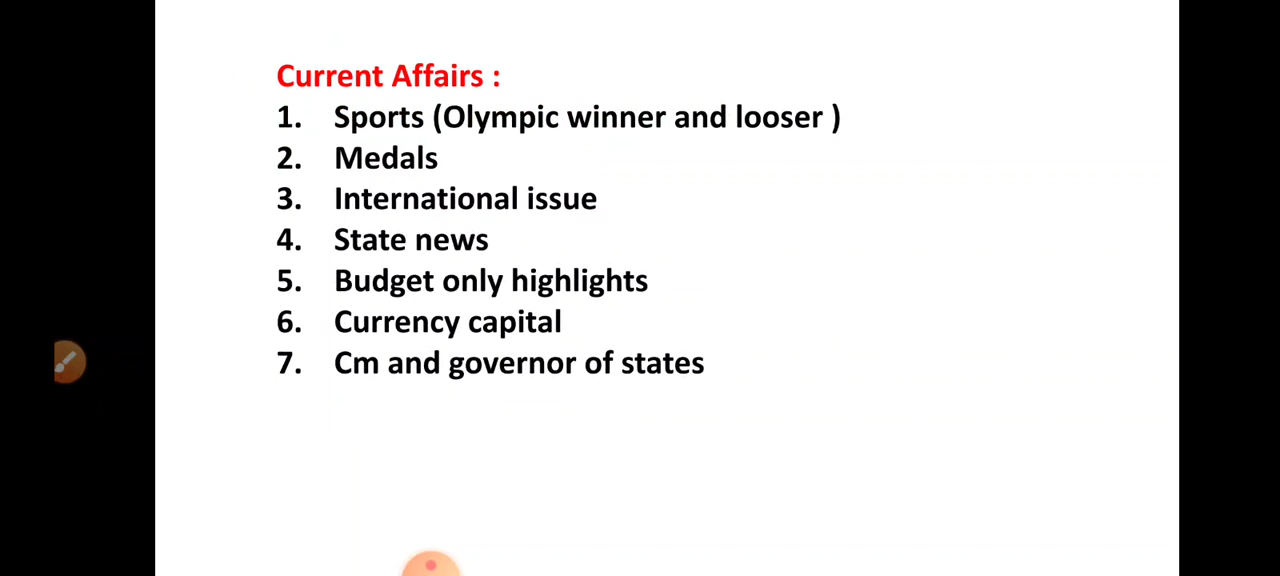 Current Affairs :
1. Sports (Olympic winner and looser )
2. Medals
3. International issue
4. State news
5. Budget only highlights
6. Currency capital
7. Cm and governor of states